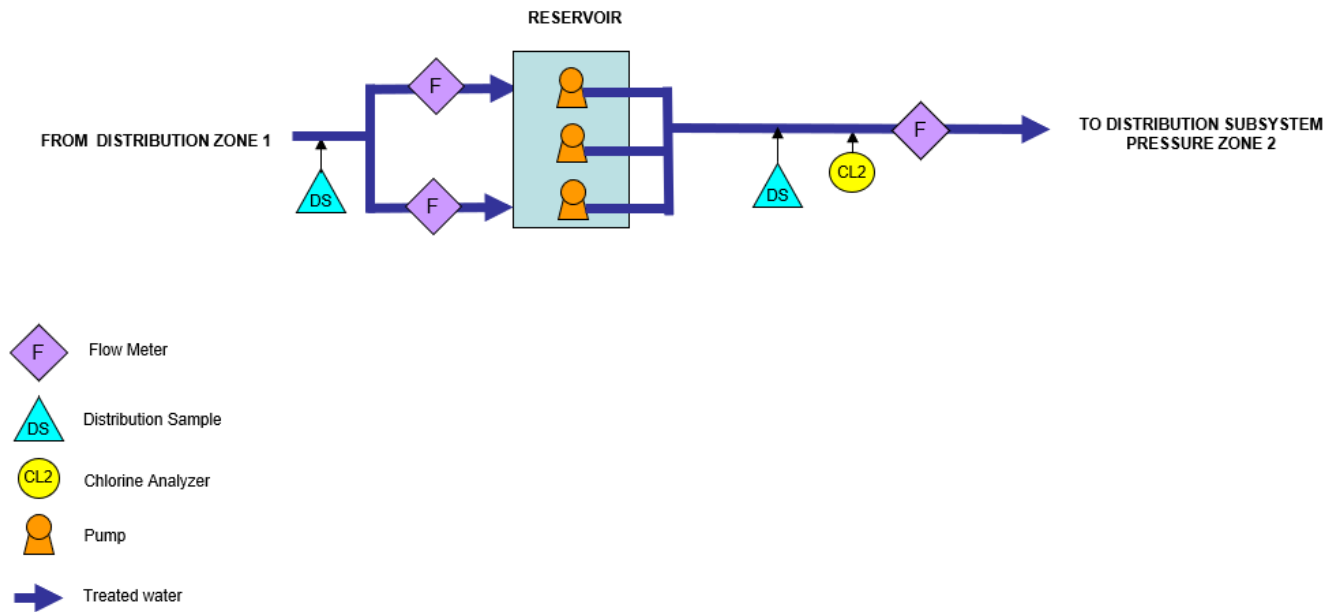 RESERVOIR
F
FROM DISTRIBUTION ZONE 1
DS
F
DS
CL2
F
TO DISTRIBUTION SUBSYSTEM
PRESSURE ZONE 2
F Flow Meter
DS Distribution Sample
CL2 Chlorine Analyzer
Pump
Treated water